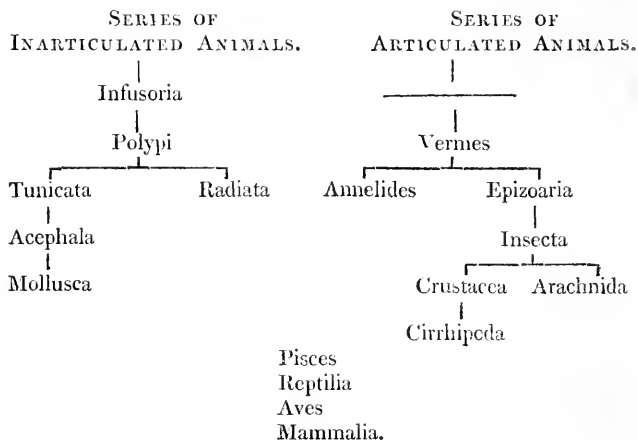 SERIES OF SERIES OF
INARTICULATED ANIMALS. ARTICULATED ANIMALS.
Infusoria
Polypi Vermes
Tunicata Radiata Annelides Epizoaria
Acephala Insecta
Mollusca Crustacea Arachnida
Cirrhipeda
Pisces
Reptilia
Aves
Mammalia.